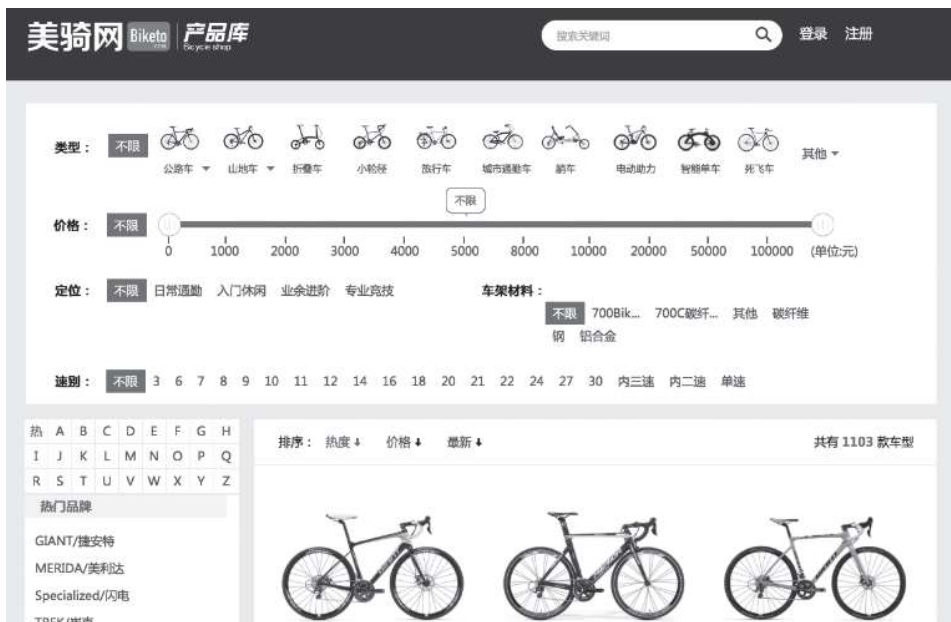 美骑网 Biketo .com 产品库
Bicycle shop
搜索关键词
登录 注册
类型： 不限
公路车 山地车 折叠车 小轮径 旅行车 城市通勤车 躺车 电动助力 智能单车 死飞车 其他
不限
价格： 不限
0 1000 2000 3000 4000 5000 8000 10000 20000 50000 100000 (单位:元)
定位： 不限 日常通勤 入门休闲 业余进阶 专业竞技
车架材料：
不限 700Bik... 700C碳纤... 其他 碳纤维
钢 铝合金
速别： 不限 3 6 7 8 9 10 11 12 14 16 18 20 21 22 24 27 30 内三速 内二速 单速
热 A B C D E F G H
I J K L M N O P Q
R S T U V W X Y Z
热门品牌
GIANT/捷安特
MERIDA/美利达
Specialized/闪电
排序： 热度 价格 最新
共有 1103 款车型